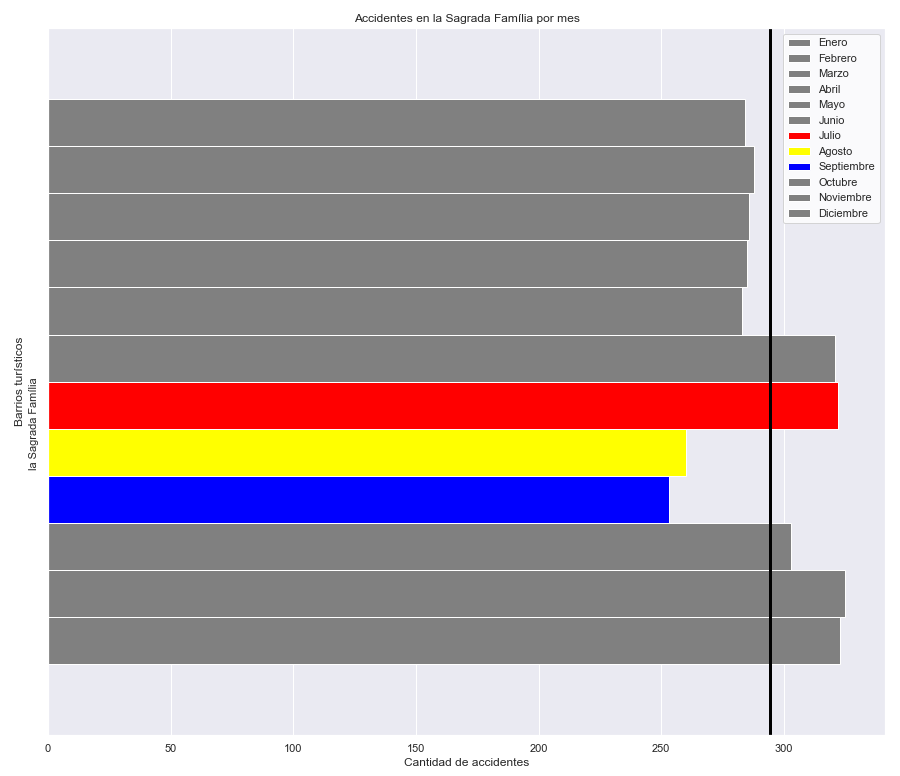 Accidentes en la Sagrada Família por mes
Enero
Febrero
Marzo
Abril
Mayo
Junio
Julio
Agosto
Septiembre
Octubre
Noviembre
Diciembre
Barrios turísticos
la Sagrada Família
0 50 100 150 200 250 300
Cantidad de accidentes